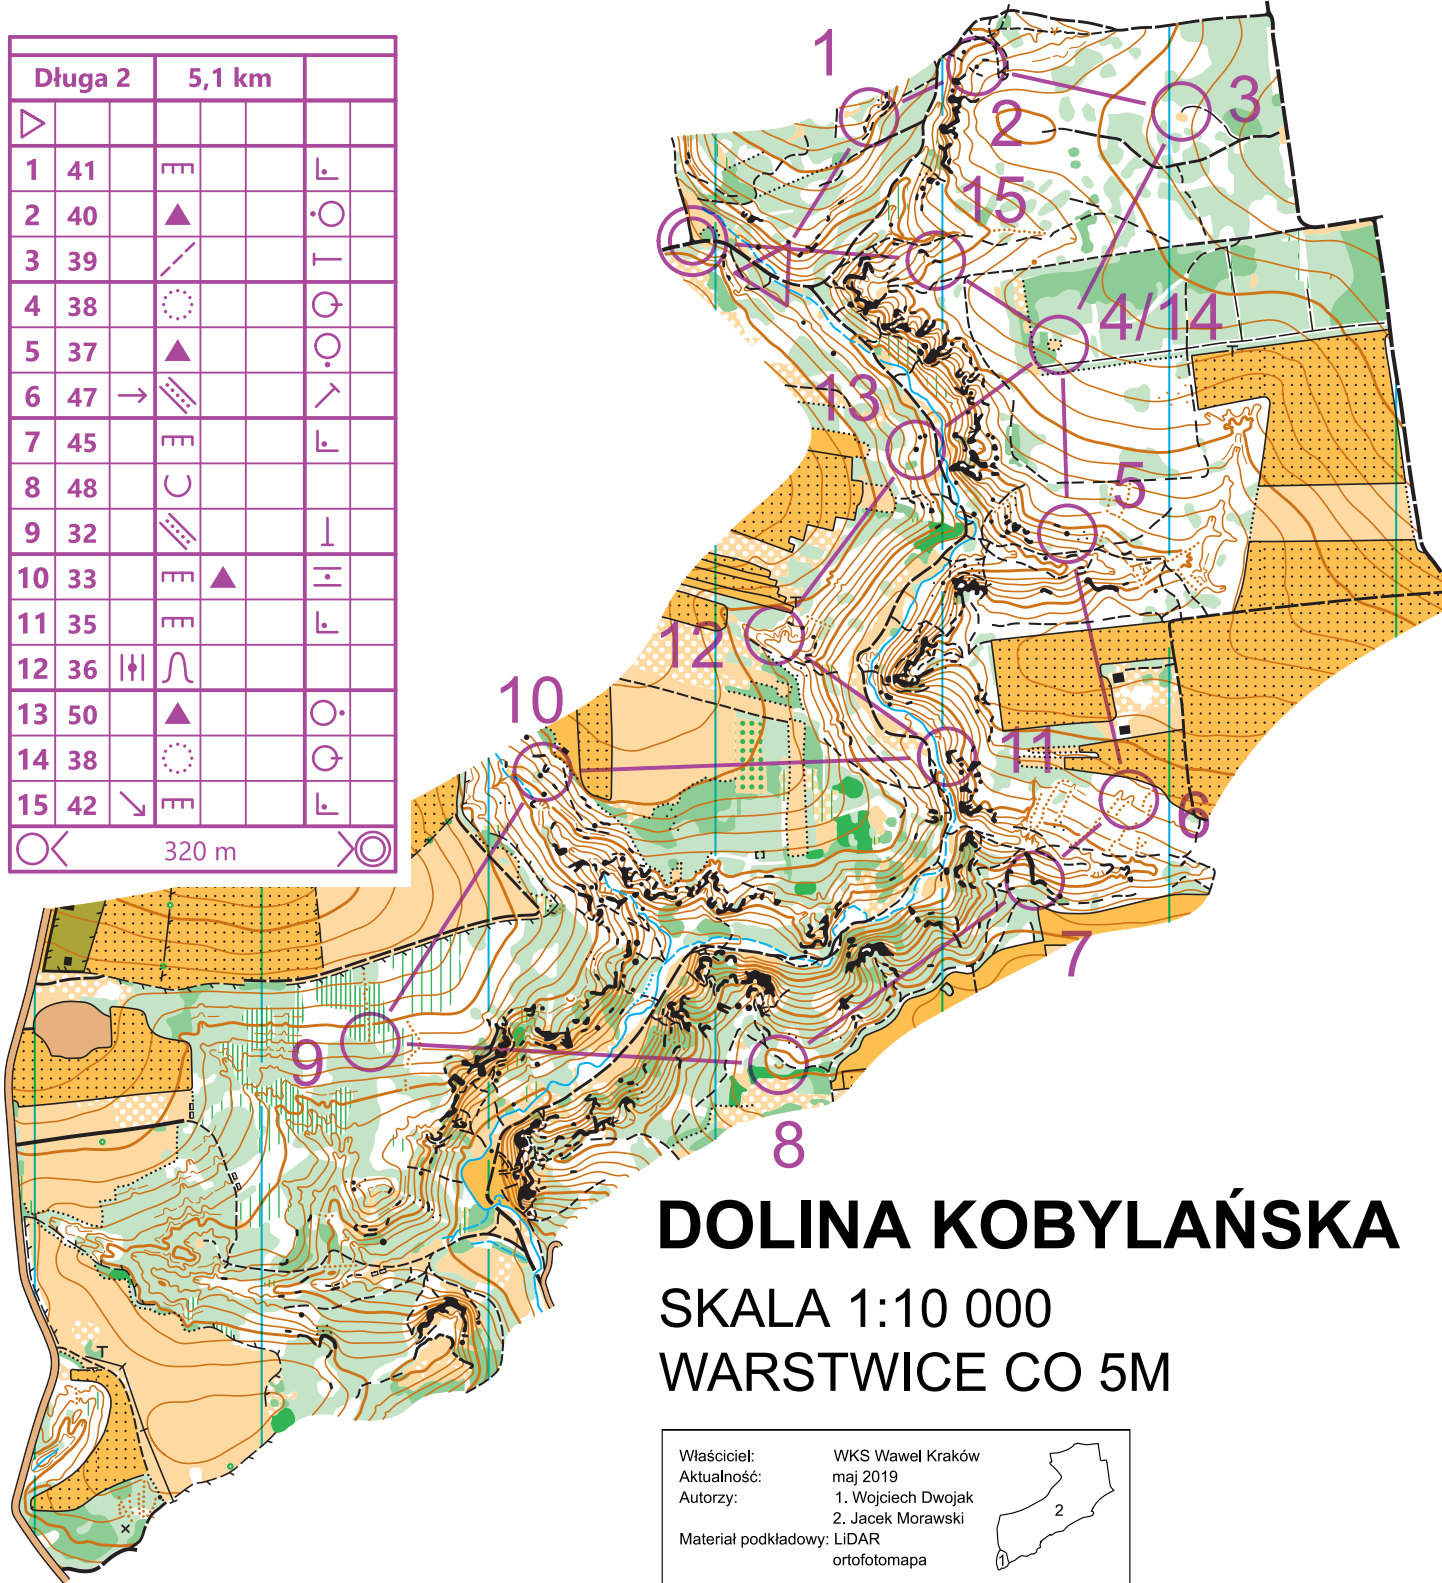 Długa 2 5,1 km
1 41
2 40
3 39
4 38
5 37
6 47
7 45
8 48
9 32
10 33
11 35
12 36
13 50
14 38
15 42
320 m
1
2
3
15
4/14
13
5
12
10
11
6
7
9
8
DOLINA KOBYLAŃSKA
SKALA 1:10 000
WARSTWICE CO 5M
Właściciel: WKS Wawel Kraków
Aktualność: maj 2019
Autorzy: 1. Wojciech Dwojak
2. Jacek Morawski
Materiał podkładowy: LiDAR
ortofotomapa
2
1